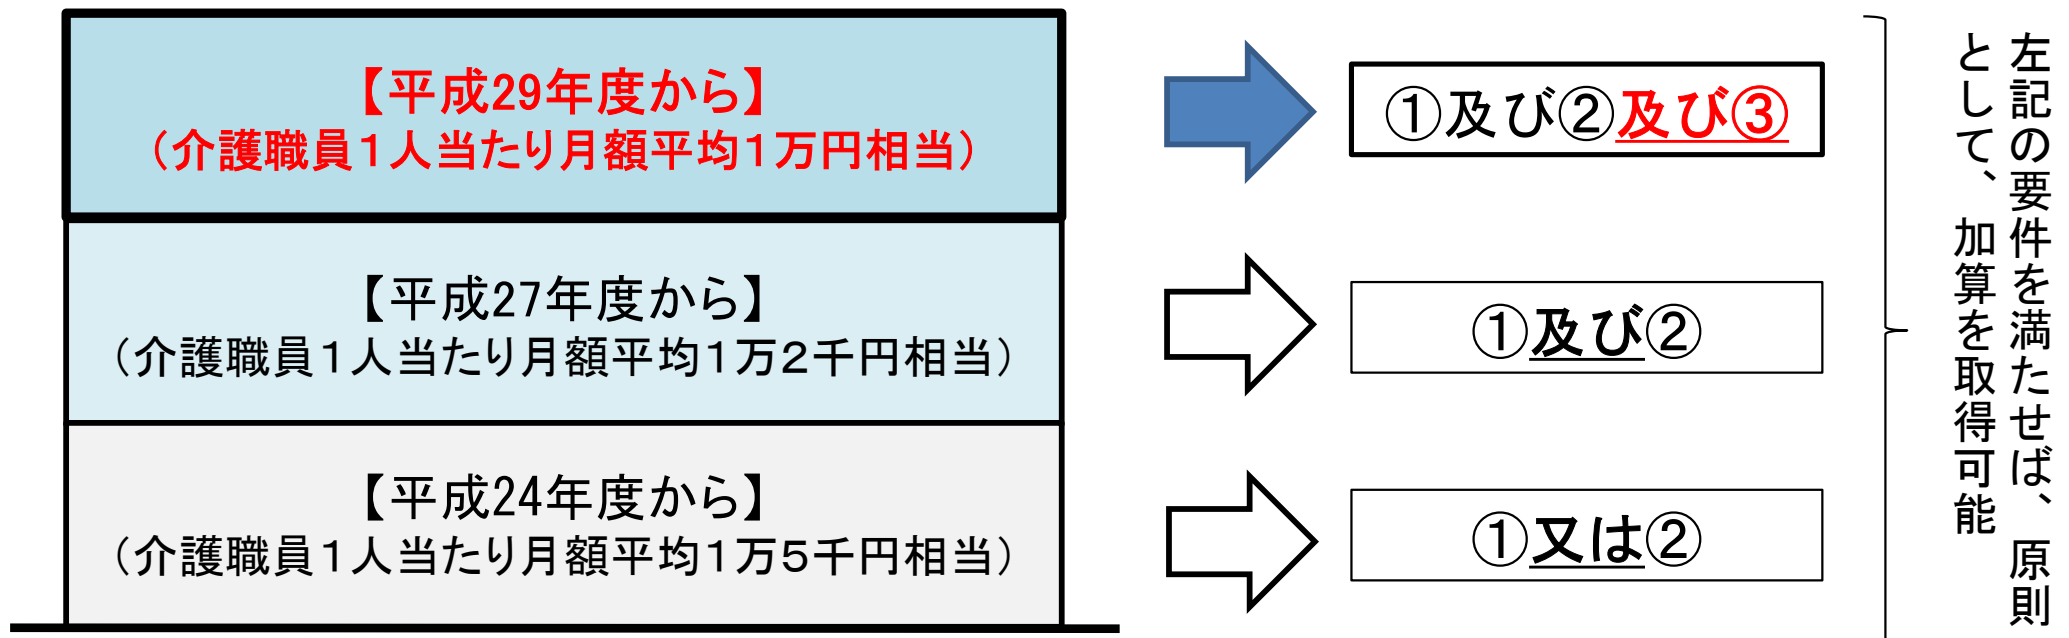 【平成29年度から】
（介護職員１人当たり月額平均１万円相当）
①及び②及び③
【平成27年度から】
（介護職員１人当たり月額平均１万２千円相当）
①及び②
【平成24年度から】
（介護職員１人当たり月額平均１万５千円相当）
①又は②
左記の要件を満たせば、原則
として、加算を取得可能